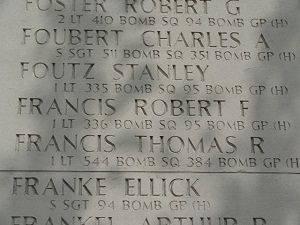 FOSTER ROBERT G
2 LT 410 BOMB SQ 94 BOMB GP (H)
FOUBERT CHARLES A
S SGT 511 BOMB SQ 351 BOMB GP (H)
FOUTZ STANLEY
1 LT 335 BOMB SQ 95 BOMB GP (H)
FRANCIS ROBERT F
1 LT 336 BOMB SQ 95 BOMB GP (H)
FRANCIS THOMAS R
1 LT 544 BOMB SQ 384 BOMB GP (H)
FRANKE ELLICK
S SGT 94 BOMB GP (H)
FRANKEL ARTHUR